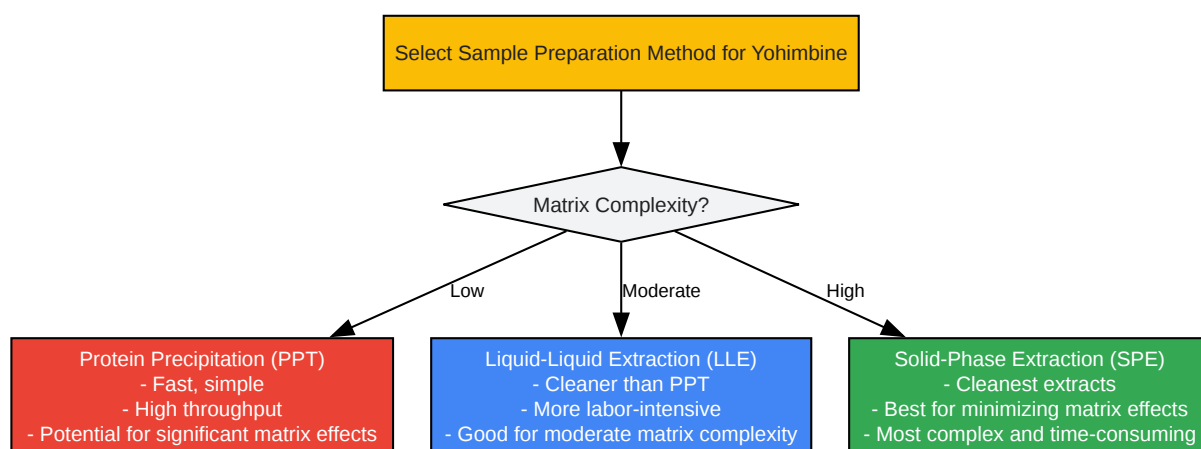 Select Sample Preparation Method for Yohimbine
Matrix Complexity?
Low
Moderate
High
Protein Precipitation (PPT)
- Fast, simple
- High throughput
- Potential for significant matrix effects
Liquid-Liquid Extraction (LLE)
- Cleaner than PPT
- More labor-intensive
- Good for moderate matrix complexity
Solid-Phase Extraction (SPE)
- Cleanest extracts
- Best for minimizing matrix effects
- Most complex and time-consuming